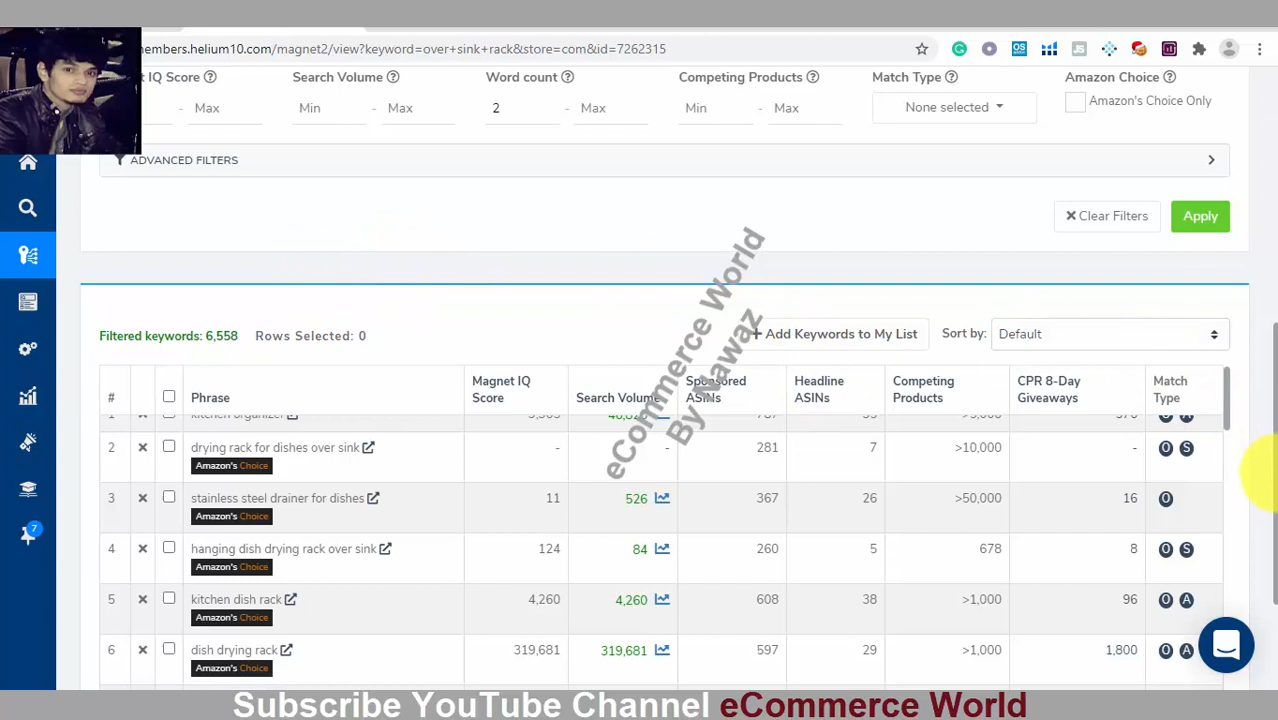 members.helium10.com/magnet2/view?keyword=over+sink+rack&store=com&id=7262315
IQ Score Search Volume Word count Competing Products Match Type Amazon Choice
Max Min - Max 2 - Max Min - Max None selected Amazon's Choice Only
ADVANCED FILTERS
Clear Filters Apply
eCommerce World
By Nawaz
Filtered keywords: 6,558 Rows Selected: 0 + Add Keywords to My List Sort by: Default
# Phrase Magnet IQ Score Search Volume Sponsored ASINs Headline ASINs Competing Products CPR 8-Day Giveaways Match Type
1 kitchen organizer
2 drying rack for dishes over sink - - 281 7 >10,000 - O S
Amazon's Choice
3 stainless steel drainer for dishes 11 526 367 26 >50,000 16 O
Amazon's Choice
4 hanging dish drying rack over sink 124 84 260 5 678 8 O S
Amazon's Choice
5 kitchen dish rack 4,260 4,260 608 38 >1,000 96 O A
Amazon's Choice
6 dish drying rack 319,681 319,681 597 29 >1,000 1,800 O A
Amazon's Choice
7
Subscribe YouTube Channel eCommerce World